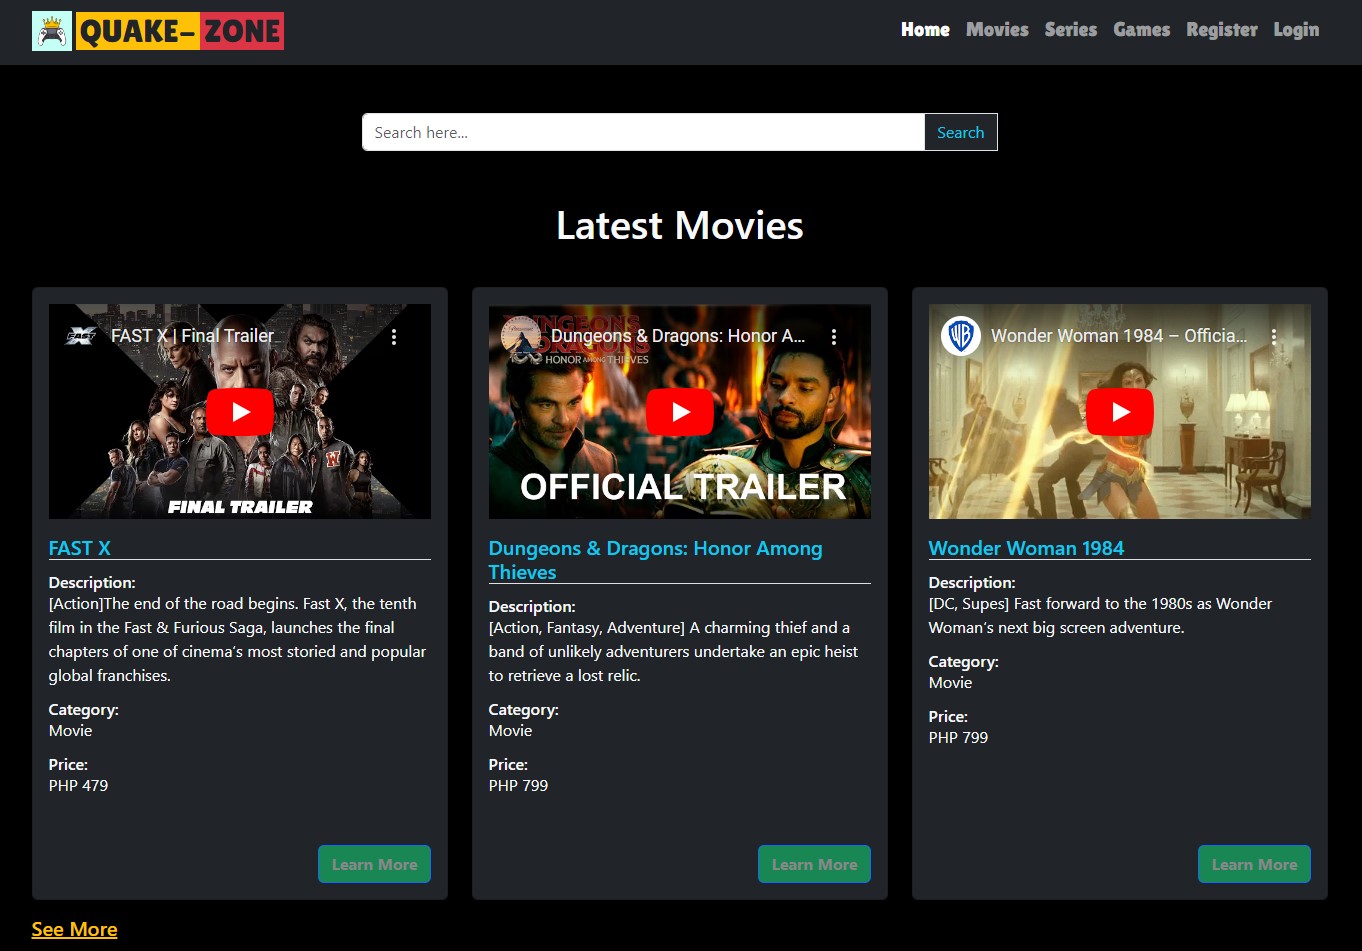 QUAKE- ZONE
Home Movies Series Games Register Login
Search here...
Search
Latest Movies
FAST X | Final Trailer
FINAL TRAILER
FAST X
Description:
[Action]The end of the road begins. Fast X, the tenth
film in the Fast & Furious Saga, launches the final
chapters of one of cinema's most storied and popular
global franchises.
Category:
Movie
Price:
PHP 479
Learn More
Dungeons & Dragons: Honor A...
DUNGEONS
DRAGONS
HONOR AMONG THIEVES
OFFICIAL TRAILER
Dungeons & Dragons: Honor Among
Thieves
Description:
[Action, Fantasy, Adventure] A charming thief and a
band of unlikely adventurers undertake an epic heist
to retrieve a lost relic.
Category:
Movie
Price:
PHP 799
Learn More
WB
Wonder Woman 1984 – Officia...
Wonder Woman 1984
Description:
[DC, Supes] Fast forward to the 1980s as Wonder
Woman's next big screen adventure.
Category:
Movie
Price:
PHP 799
Learn More
See More